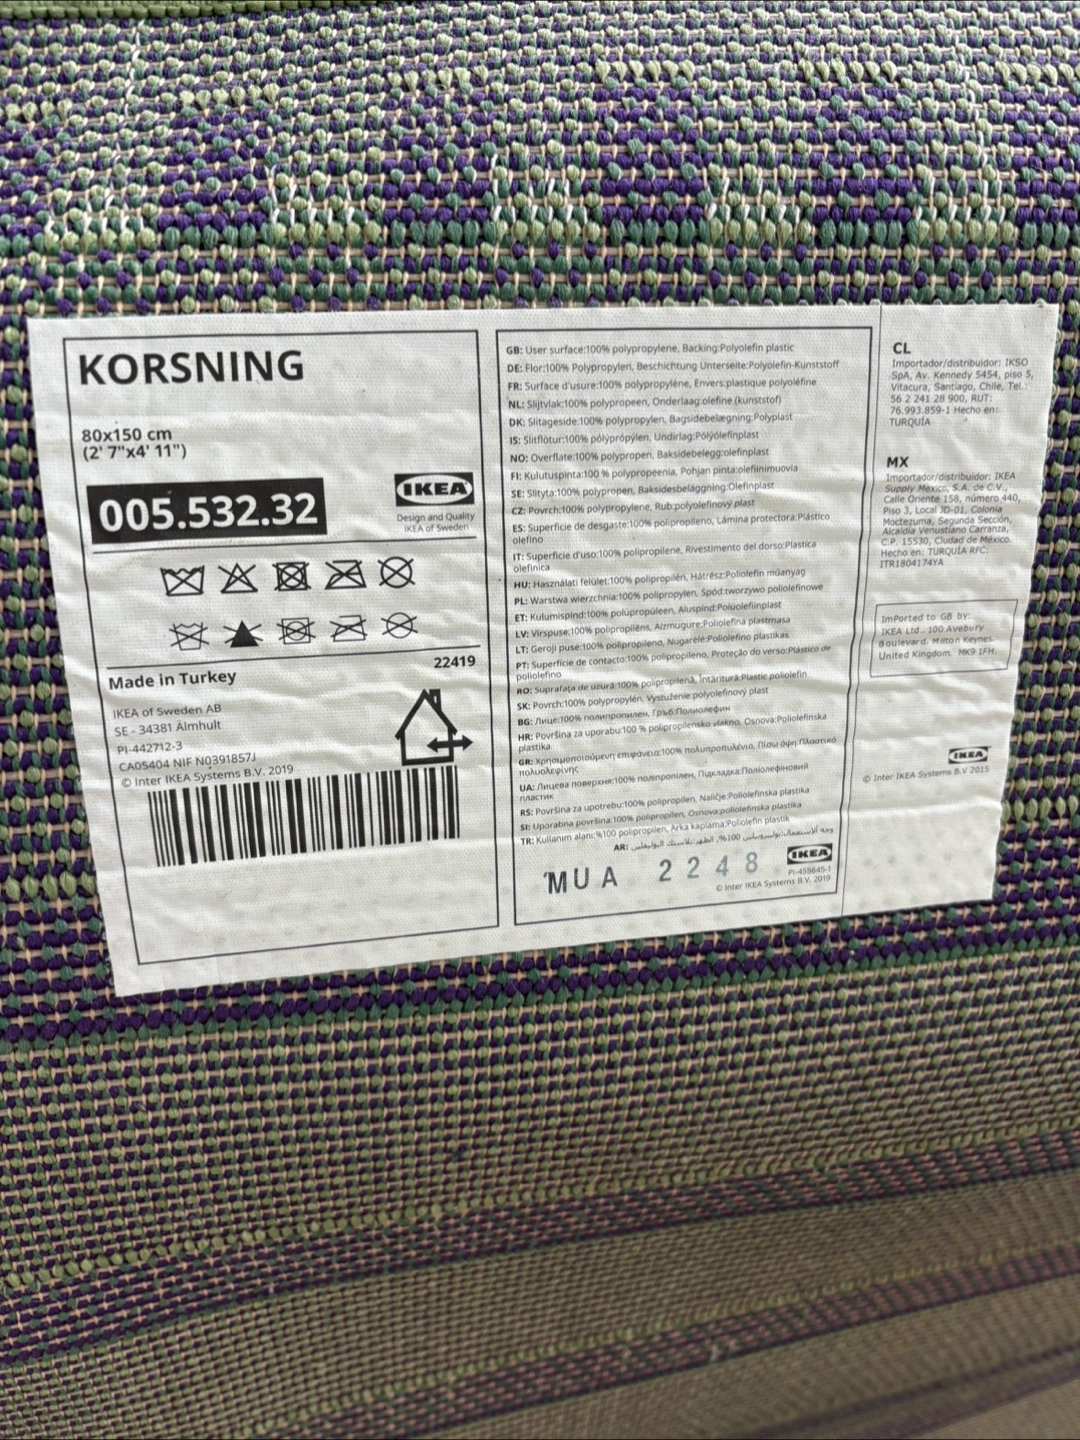 KORSNING
80x150 cm
(2' 7"x4' 11")
005.532.32
IKEA
Design and Quality
IKEA of Sweden
22419
Made in Turkey
IKEA of Sweden AB
SE - 34381 Älmhult
PI-442712-3
CA05404 NIF N0391857J
© Inter IKEA Systems B.V. 2019
GB: User surface:100% polypropylene, Backing:Polyolefin plastic
DE: Flor:100% Polypropylen, Beschichtung Unterseite:Polyolefin-Kunststoff
FR: Surface d'usure:100% polypropylène, Envers:plastique polyoléfine
NL: Slijtvlak:100% polypropeen, Onderlaag:olefine (kunststof)
DK: Slitageside:100% polypropylen, Bagsidebelægning:Polyplast
IS: Slitflötur:100% pólýprópýlen, Undirlag:Pólýólefínplast
NO: Overflate:100% polypropen, Baksidebelegg:olefinplast
FI: Kulutuspinta:100 % polypropeenia, Pohjan pinta:olefiinimuovia
SE: Slityta:100% polypropen, Baksidesbeläggning:Olefinplast
CZ: Povrch:100% polypropylene, Rub:polyolefinový plast
ES: Superficie de desgaste:100% polipropileno, Lámina protectora:Plástico
olefino
IT: Superficie d'uso:100% polipropilene, Rivestimento del dorso:Plastica
olefinica
HU: Használati felület:100% polipropilén, Hátrész:Poliolefin műanyag
PL: Warstwa wierzchnia:100% polipropylen, Spód:tworzywo poliolefinowe
ET: Kulumispind:100% polüpropüleen, Aluspind:Polüolefiinplast
LV: Virspuse:100% polipropilēns, Aizmugure:Poliolefīna plastmasa
LT: Geroji pusė:100% polipropileno, Nugarėlė:Poliolefino plastikas
PT: Superfície de contacto:100% polipropileno, Proteção do verso:Plástico de
poliolefino
RO: Suprafaţa de uzură:100% polipropilenă, Întăritură:Plastic poliolefin
SK: Povrch:100% polypropylén, Vystuženie:polyolefínový plast
BG: Лице:100% полипропилен, Гръб:Полиолефин
HR: Površina za uporabu:100 % polipropilensko vlakno, Osnova:Poliolefinska
plastika
GR: Χρησιμοποιούμενη επιφάνεια:100% πολυπροπυλένιο, Πίσω όψη:Πλαστικό
πολυολεφίνης
UA: Лицева поверхня:100% поліпропілен, Підкладка:Поліолефіновий
пластик
RS: Površina za upotrebu:100% polipropilen, Naličje:Poliolefinska plastika
SI: Uporabna površina:100% polipropilen, Osnova:poliolefinska plastika
TR: Kullanım alanı:%100 polipropilen, Arka kaplama:Poliolefin plastik
AR:
MUA 2248
IKEA
PI-455645-1
© Inter IKEA Systems B.V. 2019
CL
Importador/distribuidor: IKSO
SpA, Av. Kennedy 5454, piso 5,
Vitacura, Santiago, Chile, Tel.:
56 2 241 28 900, RUT:
76.993.859-1 Hecho en:
TURQUÍA
MX
Importador/distribuidor: IKEA
Supply Mexico, S.A. de C.V.,
Calle Oriente 158, número 440,
Piso 3, Local JD-01, Colonia
Moctezuma, Segunda Sección,
Alcaldía Venustiano Carranza,
C.P. 15530, Ciudad de México.
Hecho en: TURQUÍA RFC:
ITR1804174YA
ImPorted to GB by:
IKEA Ltd., 100 Avebury
Boulevard, Milton Keynes,
United Kingdom. MK9 1FH.
IKEA
© Inter IKEA Systems B.V 2015